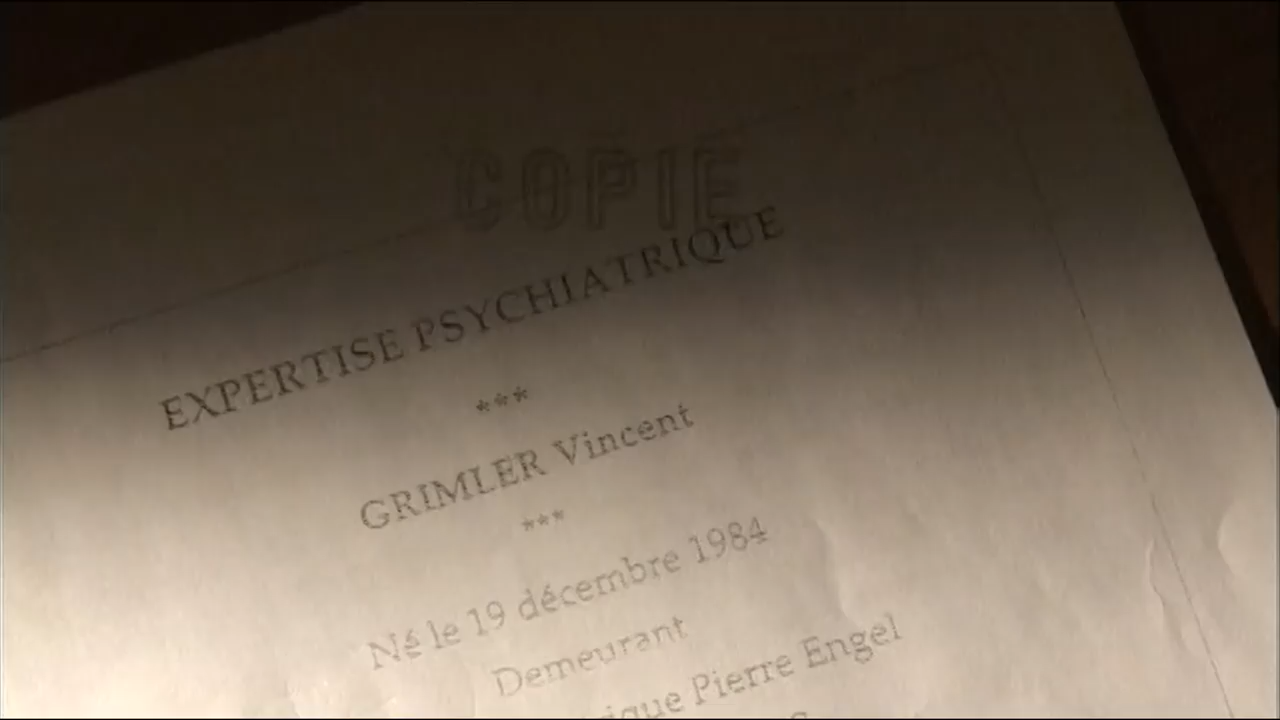 COPIE
EXPERTISE PSYCHIATRIQUE
***
GRIMLER Vincent
***
Né le 19 décembre 1984
Demeurant
Pierre Engel